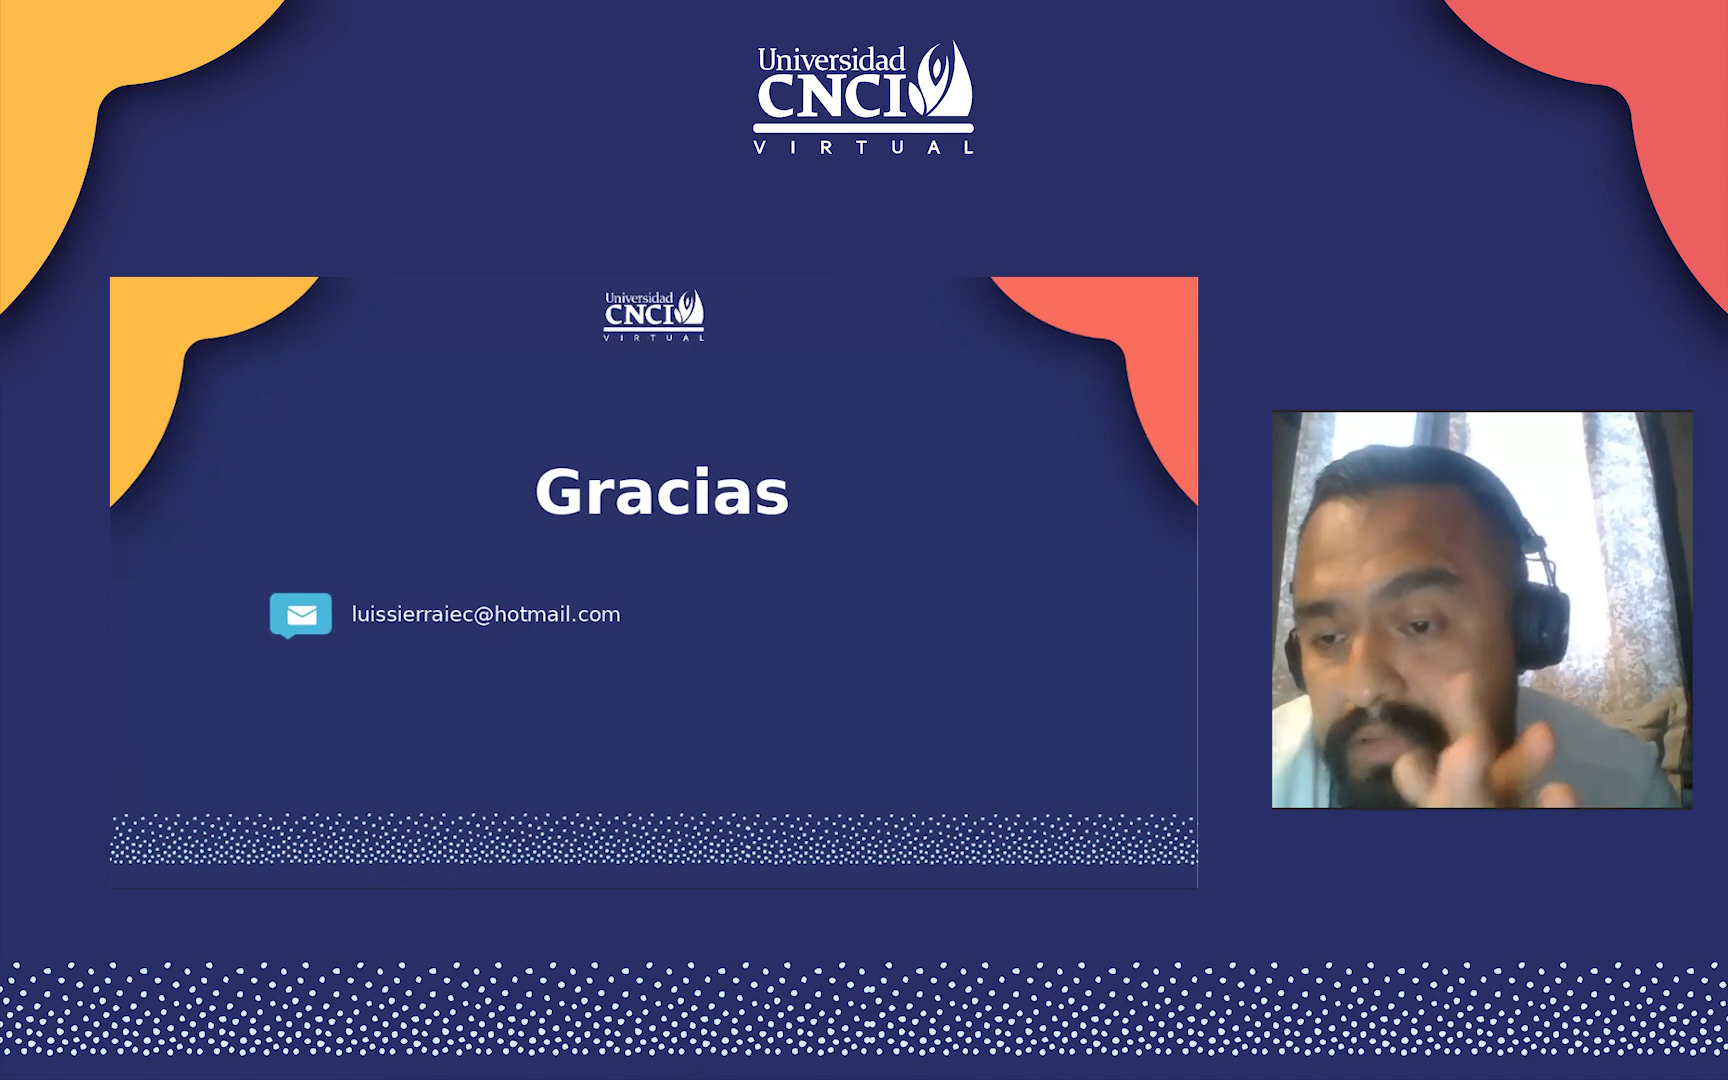 Universidad
CNCI
VIRTUAL
Universidad
CNCI
VIRTUAL
Gracias
luissierraiec@hotmail.com